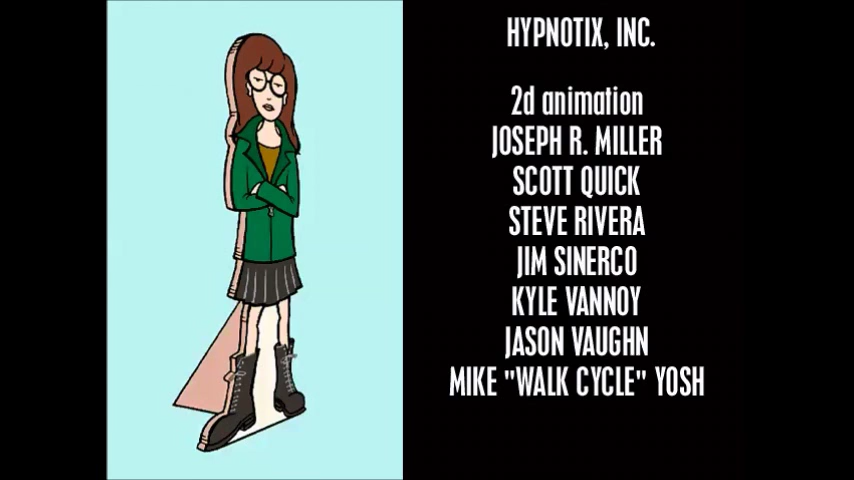 HYPNOTIX, INC.
2d animation
JOSEPH R. MILLER
SCOTT QUICK
STEVE RIVERA
JIM SINERCO
KYLE VANNOY
JASON VAUGHN
MIKE "WALK CYCLE" YOSH